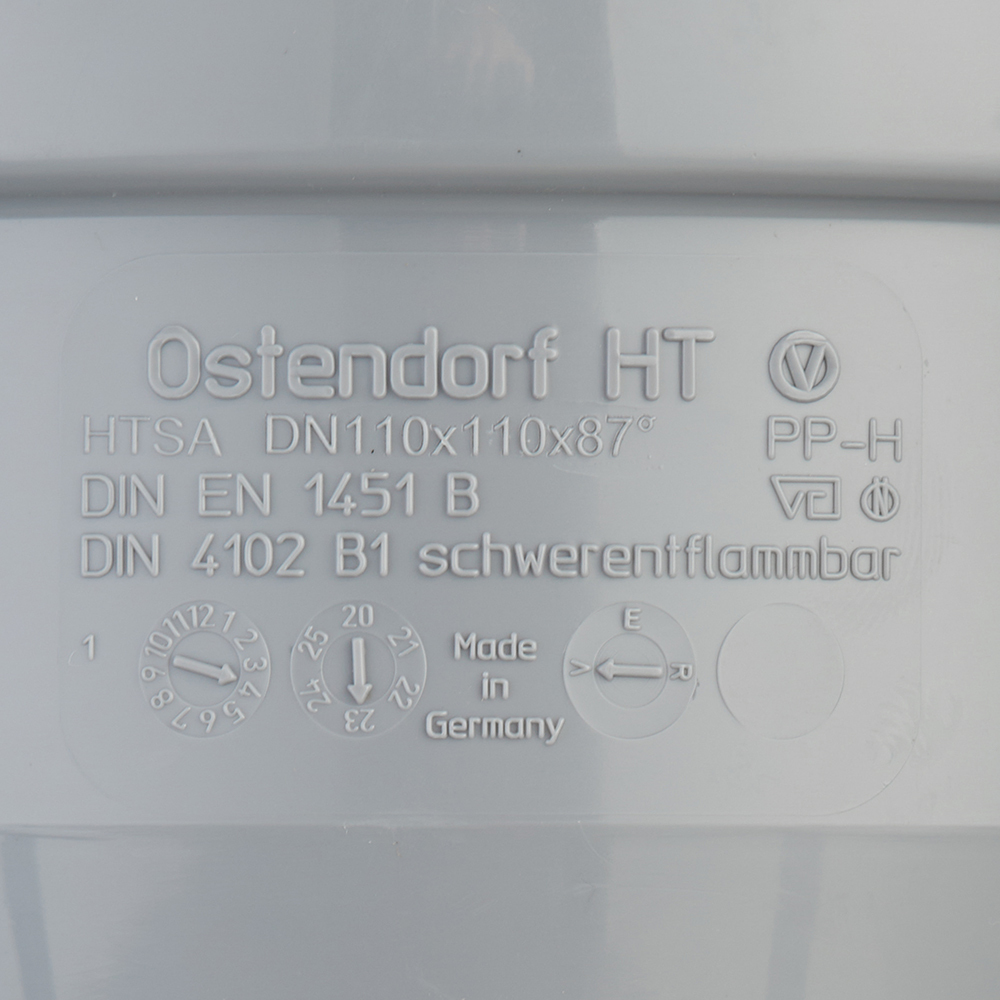 Ostendorf HT V
HTSA DN110x110x87° PP-H
DIN EN 1451 B
DIN 4102 B1 schwerentflammbar
1
12 1 2 3 4 5 6 7 8 9 10 11
20 21 22 23 24 25
Made
in
Germany
E R V